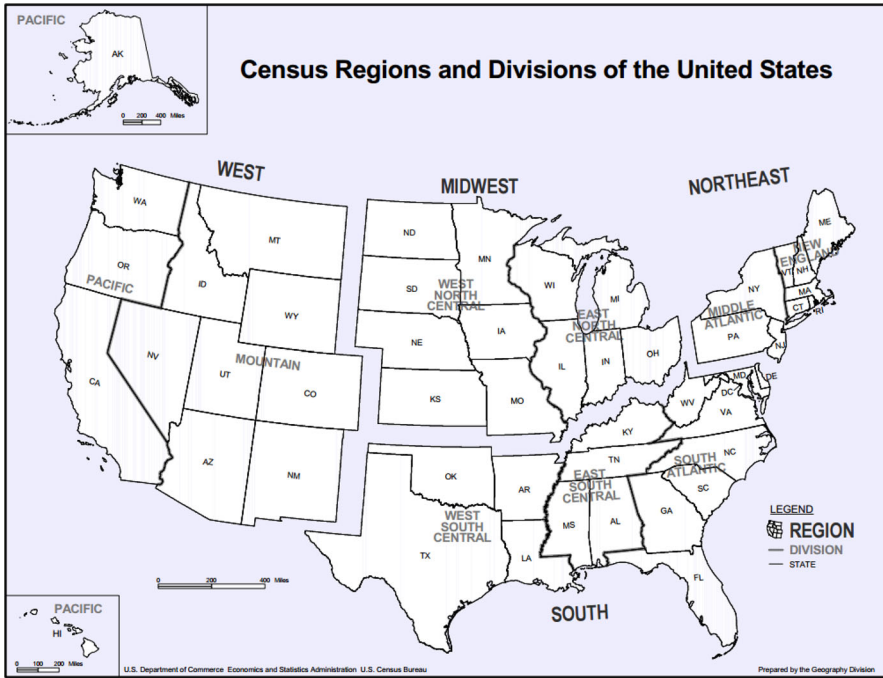 PACIFIC
AK
0 200 400 Miles
Census Regions and Divisions of the United States
WEST
MIDWEST
NORTHEAST
WA
MT
ND
MN
ME
OR
ID
SD
WI
MI
NY
VT
NH
NEW
ENGLAND
MA
CT
RI
PACIFIC
WY
WEST
NORTH
CENTRAL
IA
EAST
NORTH
CENTRAL
MIDDLE
ATLANTIC
PA
NJ
NV
UT
MOUNTAIN
CO
NE
IL
IN
OH
MD
DE
DC
CA
KS
MO
WV
VA
KY
AZ
NM
OK
AR
TN
NC
EAST
SOUTH
CENTRAL
SOUTH
ATLANTIC
SC
TX
WEST
SOUTH
CENTRAL
LA
MS
AL
GA
FL
LEGEND
REGION
DIVISION
STATE
0 200 400 Miles
SOUTH
PACIFIC
HI
0 100 200 Miles
U.S. Department of Commerce Economics and Statistics Administration U.S. Census Bureau
Prepared by the Geography Division